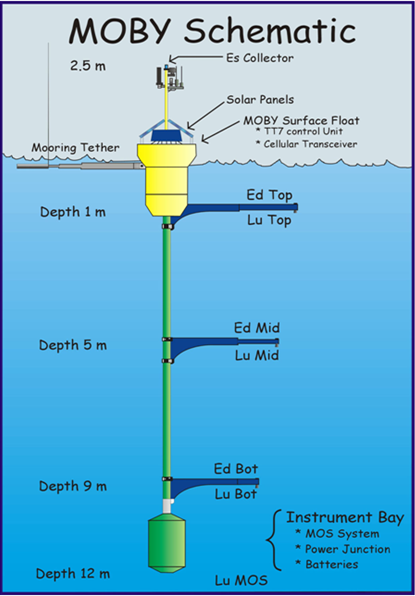 MOBY Schematic
2.5 m
Es Collector
Solar Panels
MOBY Surface Float
* TT7 control Unit
* Cellular Transceiver
Mooring Tether
Ed Top
Depth 1 m
Lu Top
Ed Mid
Depth 5 m
Lu Mid
Ed Bot
Depth 9 m
Lu Bot
Instrument Bay
* MOS System
* Power Junction
* Batteries
Depth 12 m
Lu MOS